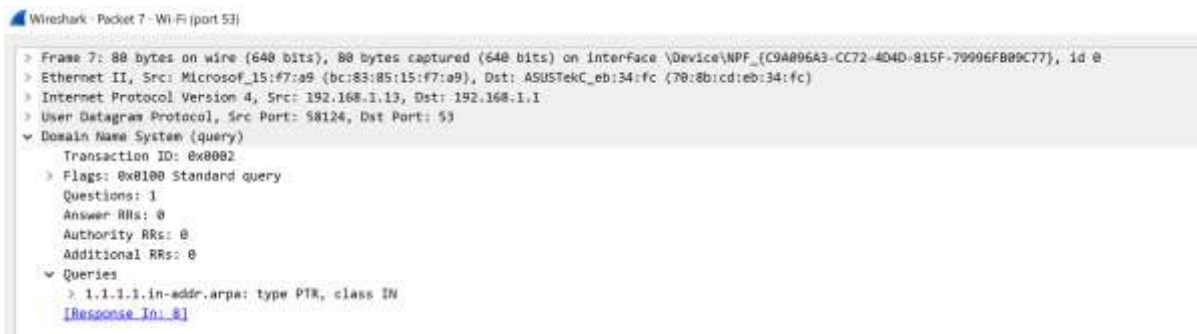 Wireshark · Packet 7 · Wi-Fi (port 53)
> Frame 7: 80 bytes on wire (640 bits), 80 bytes captured (640 bits) on interface \Device\NPF_{C9A096A3-CC72-4D4D-815F-79996FB09C77}, id 0
> Ethernet II, Src: Microsof_15:f7:a9 (bc:83:85:15:f7:a9), Dst: ASUSTekC_eb:34:fc (70:8b:cd:eb:34:fc)
> Internet Protocol Version 4, Src: 192.168.1.13, Dst: 192.168.1.1
> User Datagram Protocol, Src Port: 58124, Dst Port: 53
Domain Name System (query)
Transaction ID: 0x0002
> Flags: 0x0100 Standard query
Questions: 1
Answer RRs: 0
Authority RRs: 0
Additional RRs: 0
Queries
> 1.1.1.1.in-addr.arpa: type PTR, class IN
[Response In: 8]